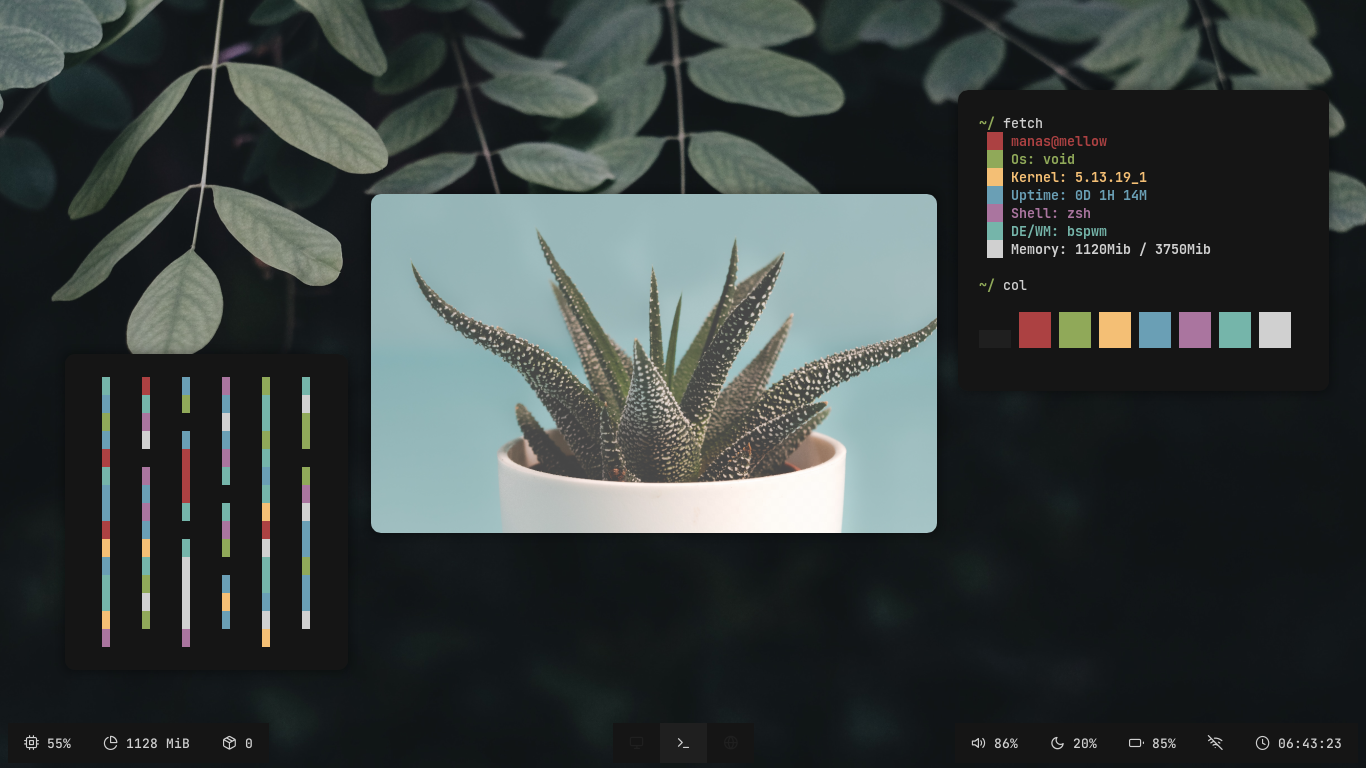 ~/ fetch
manas@mellow
Os: void
Kernel: 5.13.19_1
Uptime: 0D 1H 14M
Shell: zsh
DE/WM: bspwm
Memory: 1120Mib / 3750Mib
~/ col
55% 1128 MiB 0
86% 20% 85% 06:43:23